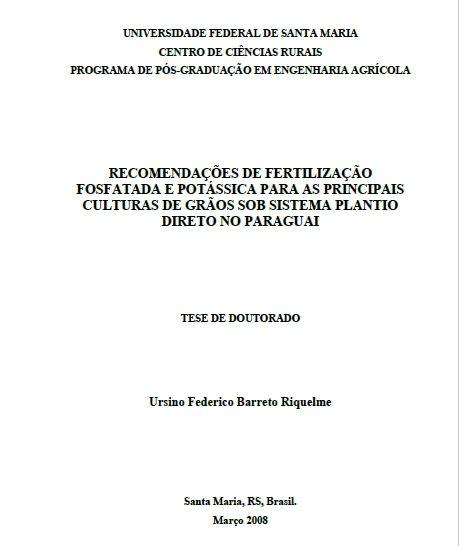 UNIVERSIDADE FEDERAL DE SANTA MARIA
CENTRO DE CIÊNCIAS RURAIS
PROGRAMA DE PÓS-GRADUAÇÃO EM ENGENHARIA AGRÍCOLA
RECOMENDAÇÕES DE FERTILIZAÇÃO
FOSFATADA E POTÁSSICA PARA AS PRINCIPAIS
CULTURAS DE GRÃOS SOB SISTEMA PLANTIO
DIRETO NO PARAGUAI
TESE DE DOUTORADO
Ursino Federico Barreto Riquelme
Santa Maria, RS, Brasil.
Março 2008